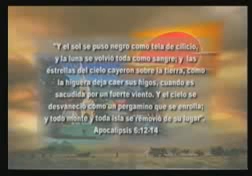 "Y el sol se puso negro como tela de cilicio,
y la luna se volvió toda como sangre; y las
estrellas del cielo cayeron sobre la tierra, como
la higuera deja caer sus higos, cuando es
sacudida por un fuerte viento. Y el cielo se
desvaneció como un pergamino que se enrolla;
y todo monte y toda isla se removió de su lugar".
Apocalipsis 6:12-14